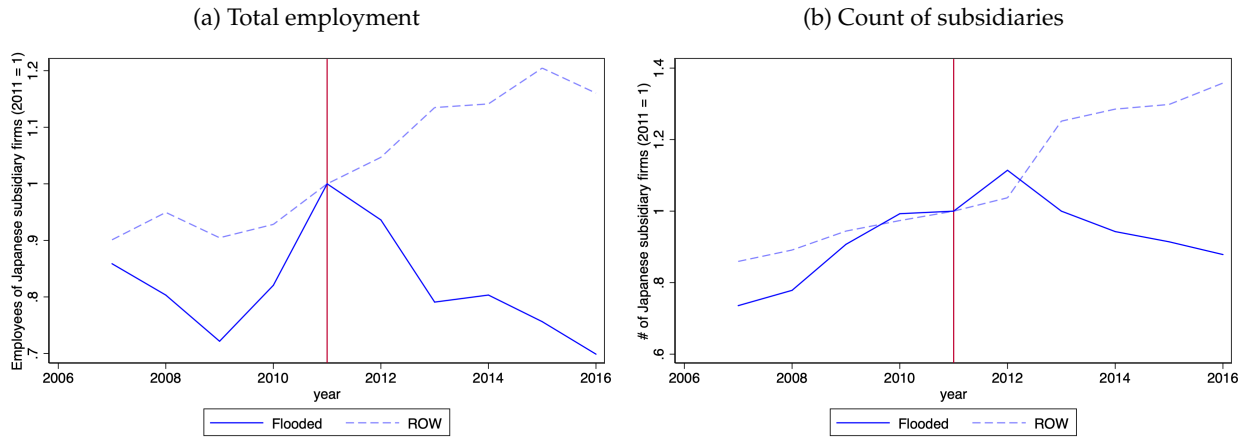 (a) Total employment
Employees of Japanese subsidiary firms (2011 = 1)
1.2
1.1
1
.9
.8
.7
2006 2008 2010 2012 2014 2016
year
Flooded ROW
(b) Count of subsidiaries
# of Japanese subsidiary firms (2011 = 1)
1.4
1.2
1
.8
.6
2006 2008 2010 2012 2014 2016
year
Flooded ROW